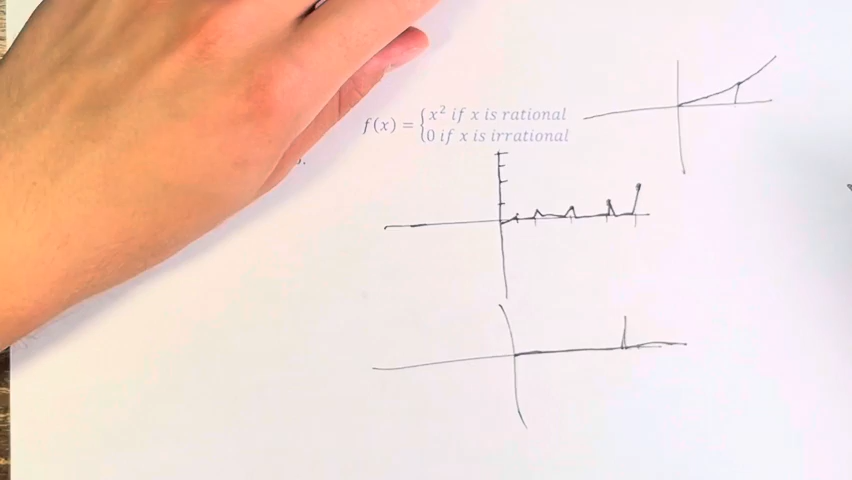 f(x) = {x² if x is rational
0 if x is irrational